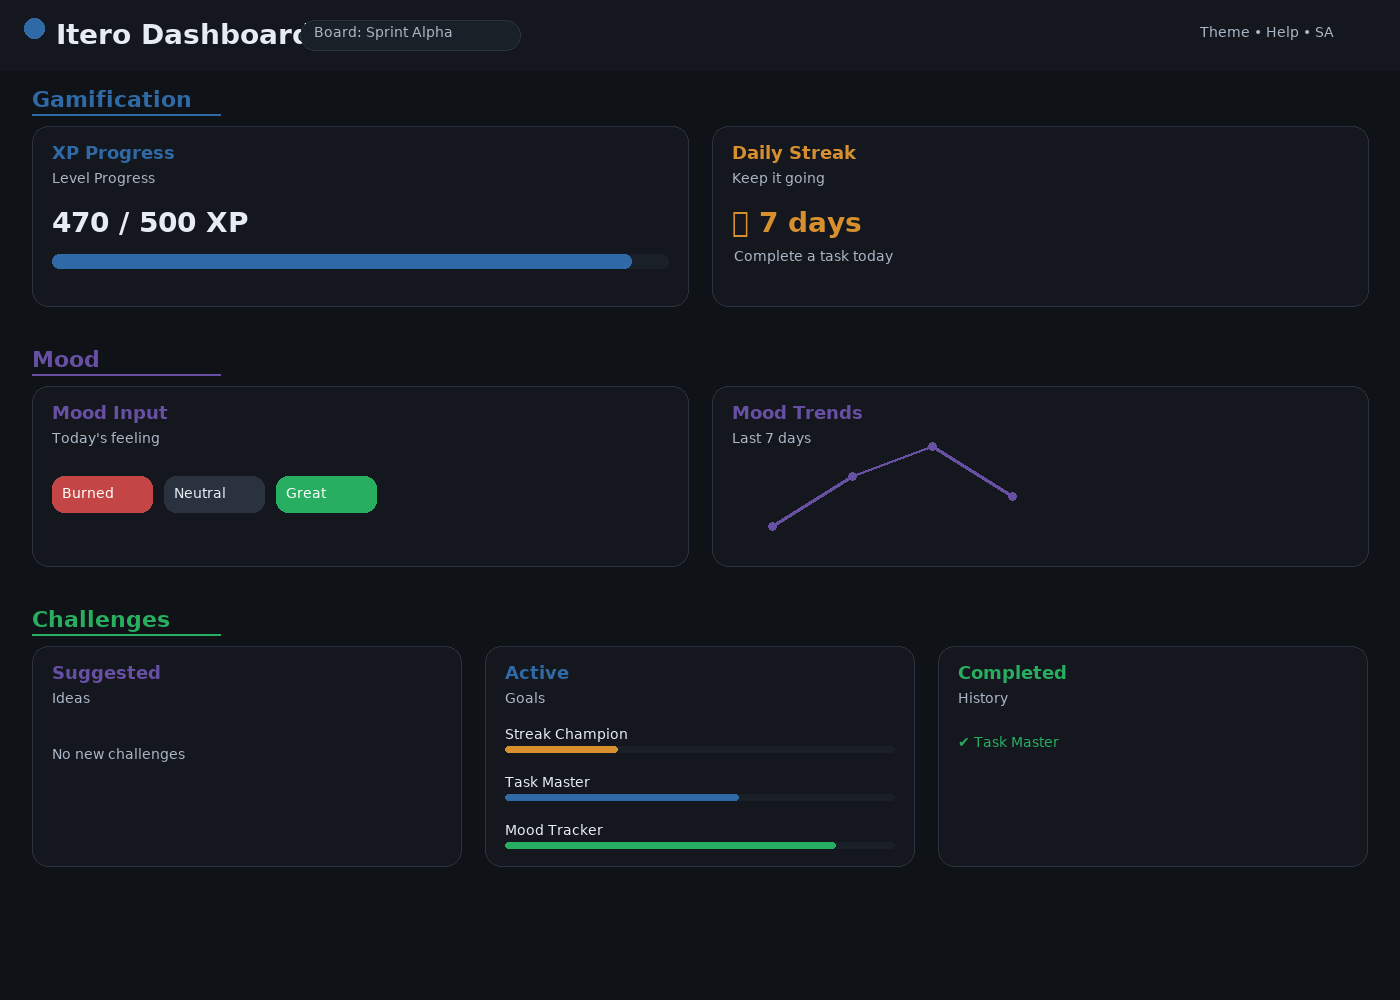 Itero Dashboard
Board: Sprint Alpha
Theme • Help • SA
Gamification
XP Progress
Level Progress
470 / 500 XP
Daily Streak
Keep it going
7 days
Complete a task today
Mood
Mood Input
Today's feeling
Burned
Neutral
Great
Mood Trends
Last 7 days
Challenges
Suggested
Ideas
No new challenges
Active
Goals
Streak Champion
Task Master
Mood Tracker
Completed
History
✔ Task Master